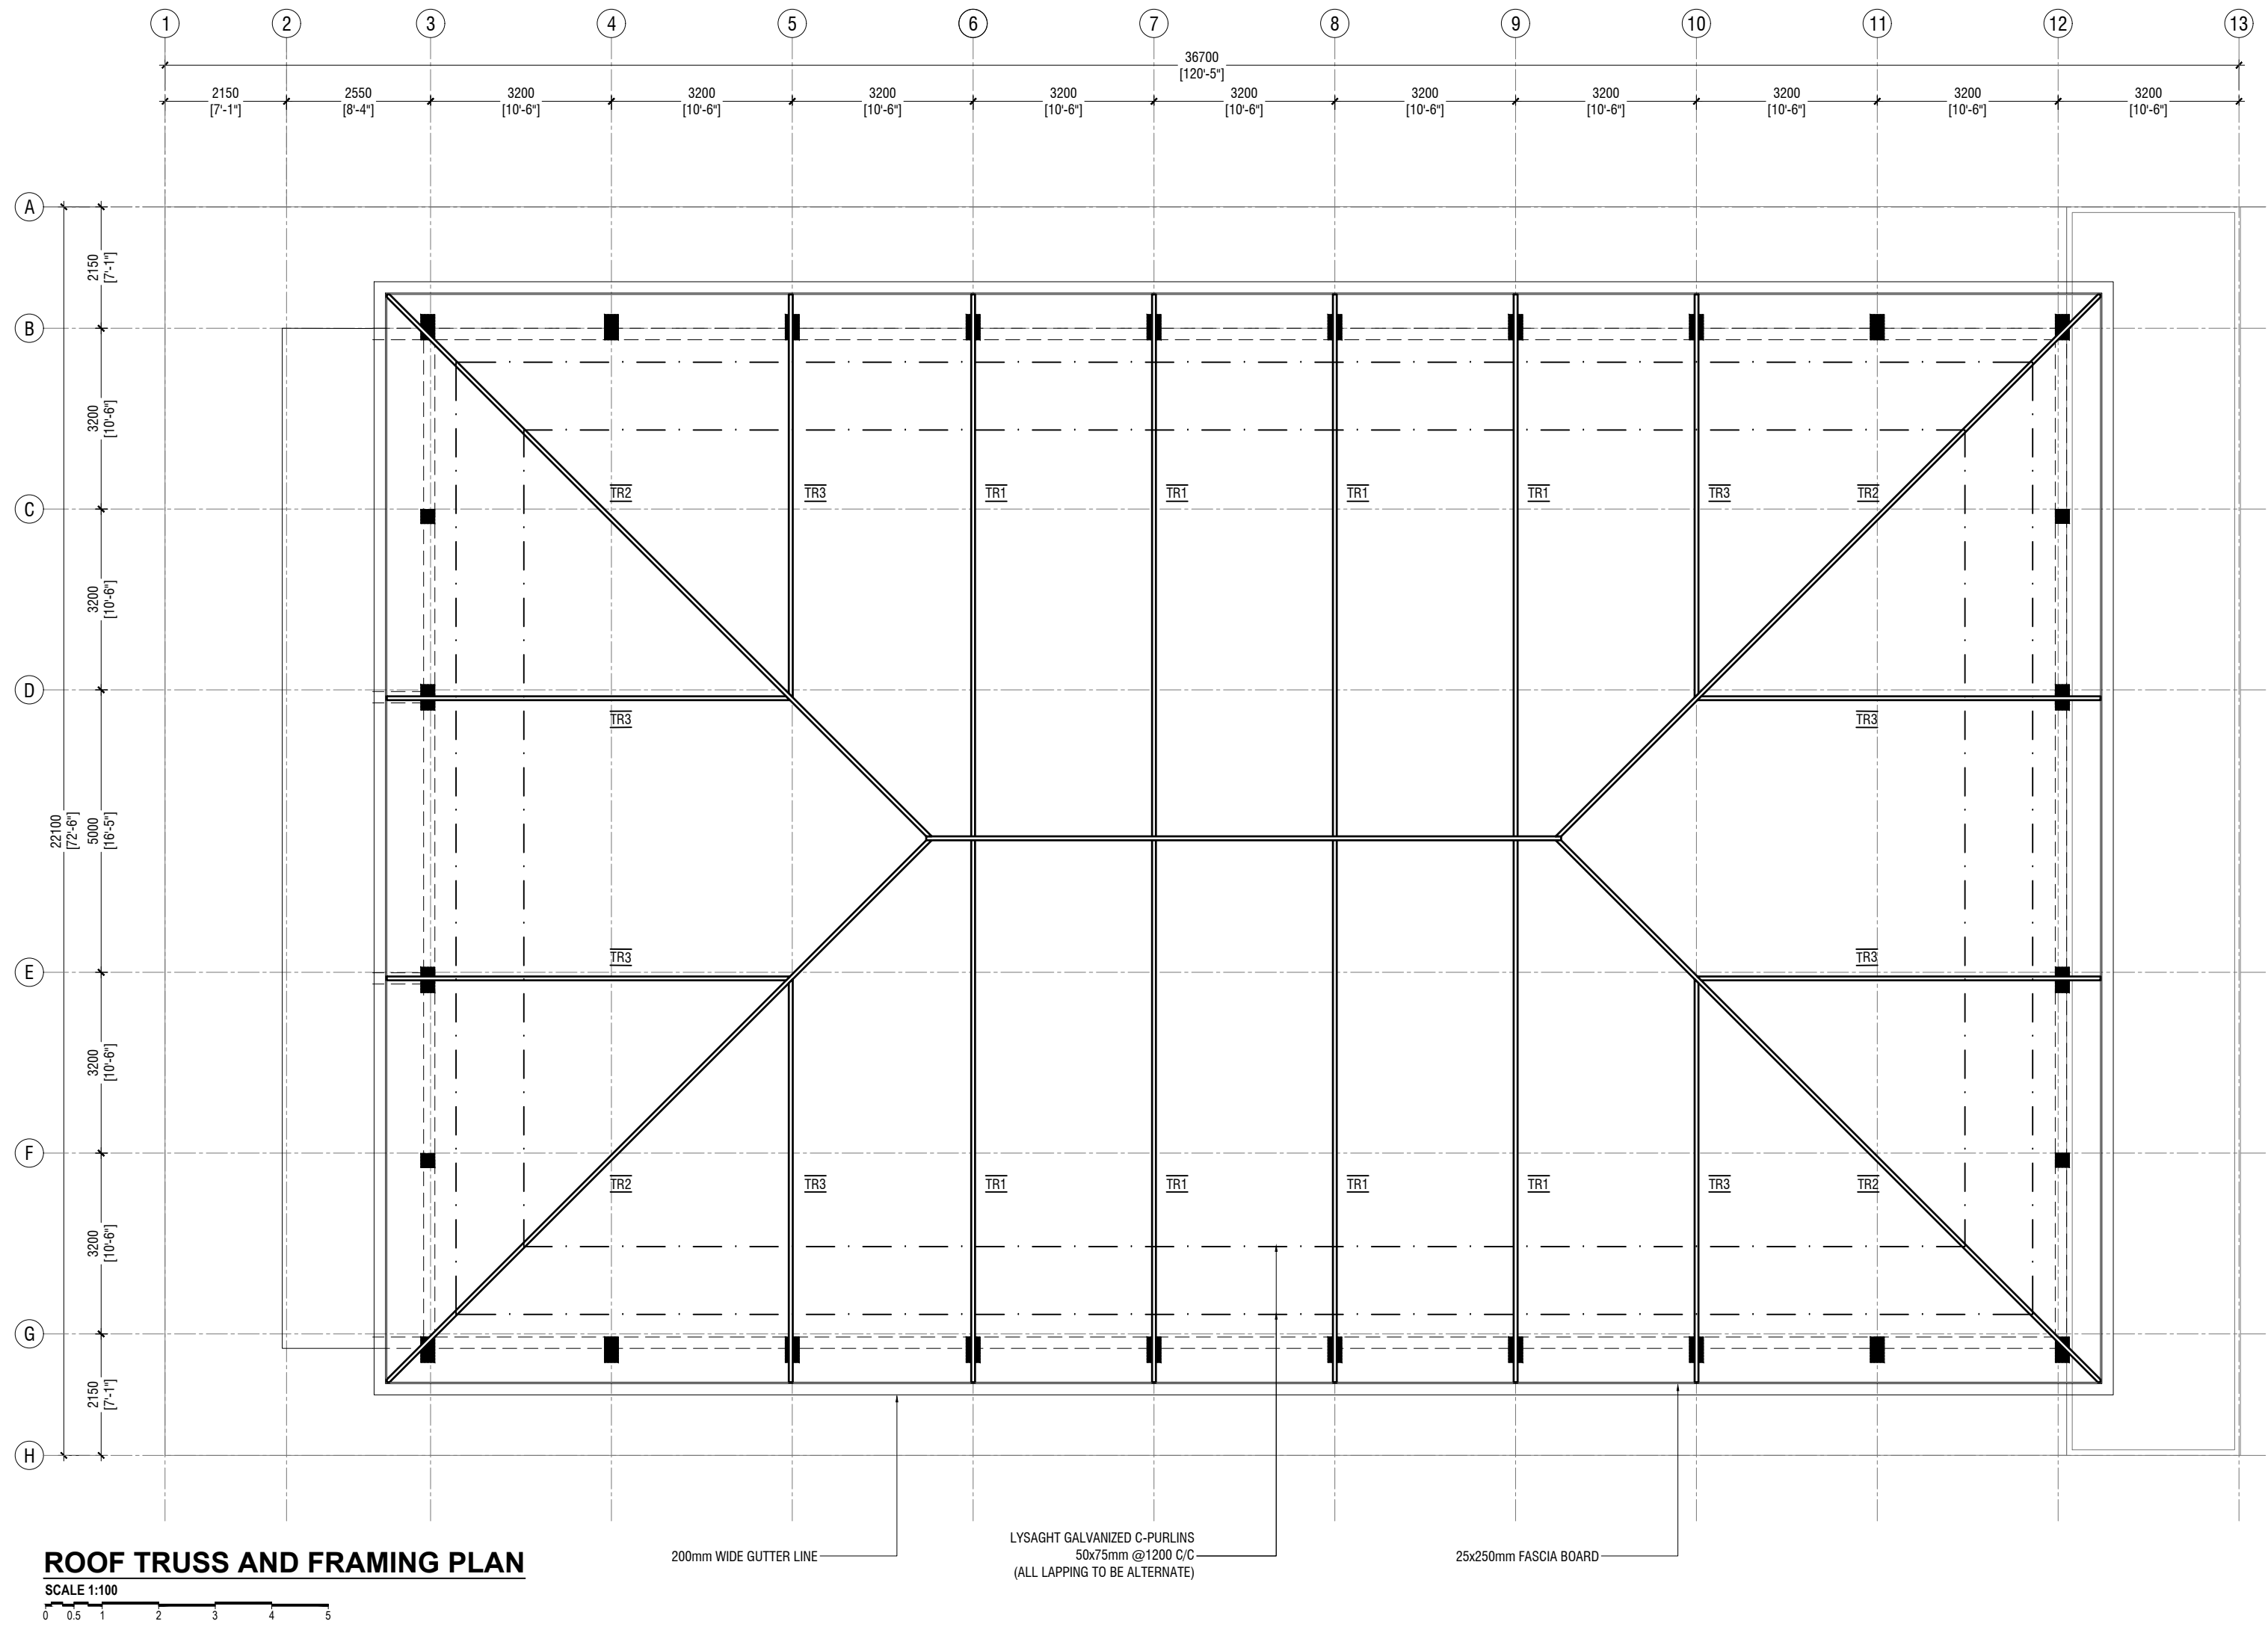 1 2 3 4 5 6 7 8 9 10 11 12 13
36700
[120'-5"]
2150 2550 3200 3200 3200 3200 3200 3200 3200 3200 3200 3200
[7'-1"] [8'-4"] [10'-6"] [10'-6"] [10'-6"] [10'-6"] [10'-6"] [10'-6"] [10'-6"] [10'-6"] [10'-6"] [10'-6"]
A
2150
[7'-1"]
B
3200
[10'-6"]
TR2 TR3 TR1 TR1 TR1 TR1 TR3 TR2
C
3200
[10'-6"]
D
TR3 TR3
22100
[72'-6"]
5000
[16'-5"]
TR3 TR3
E
3200
[10'-6"]
F
TR2 TR3 TR1 TR1 TR1 TR1 TR3 TR2
3200
[10'-6"]
G
2150
[7'-1"]
H
200mm WIDE GUTTER LINE
LYSAGHT GALVANIZED C-PURLINS
50x75mm @1200 C/C
(ALL LAPPING TO BE ALTERNATE)
25x250mm FASCIA BOARD
ROOF TRUSS AND FRAMING PLAN
SCALE 1:100
0 0.5 1 2 3 4 5